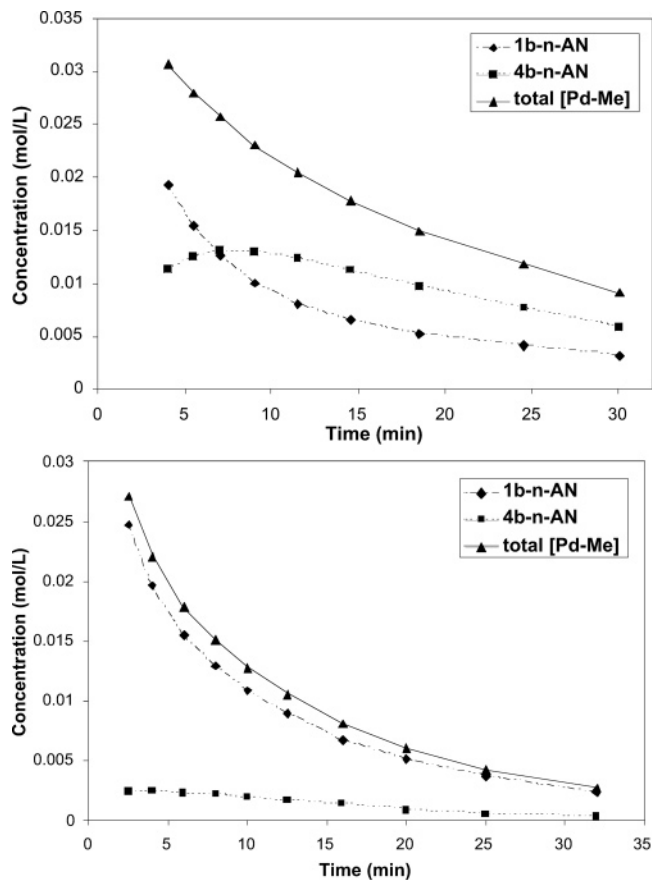 0.035
0.03
0.025
0.02
0.015
0.01
0.005
0
Concentration (mol/L)
1b-n-AN
4b-n-AN
total [Pd-Me]
0 5 10 15 20 25 30
Time (min)
0.03
0.025
0.02
0.015
0.01
0.005
0
Concentration (mol/L)
1b-n-AN
4b-n-AN
total [Pd-Me]
0 5 10 15 20 25 30 35
Time (min)